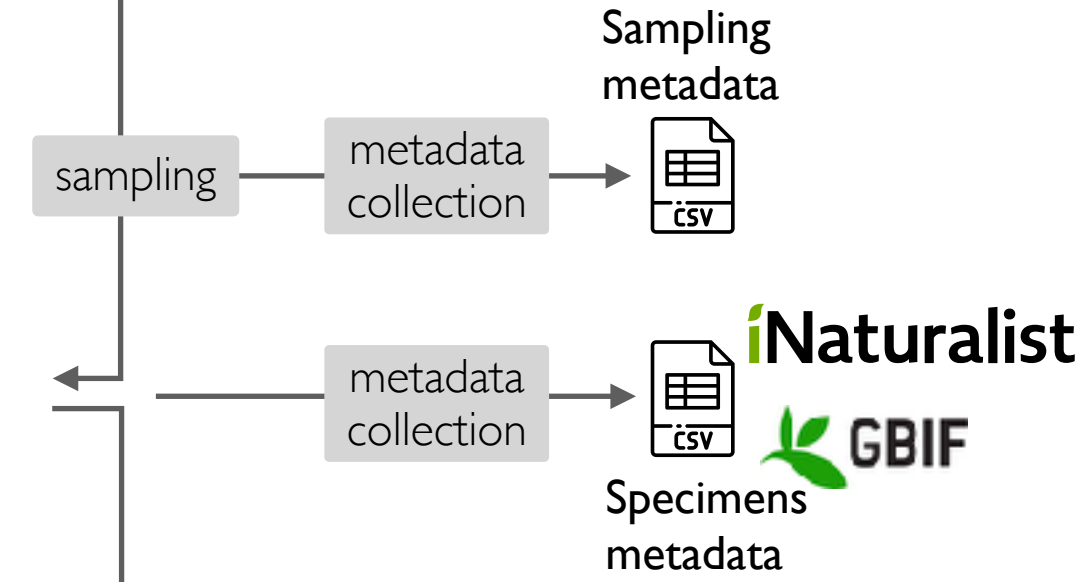 Sampling
metadata
sampling
metadata
collection
CSV
iNaturalist
metadata
collection
CSV
GBIF
Specimens
metadata